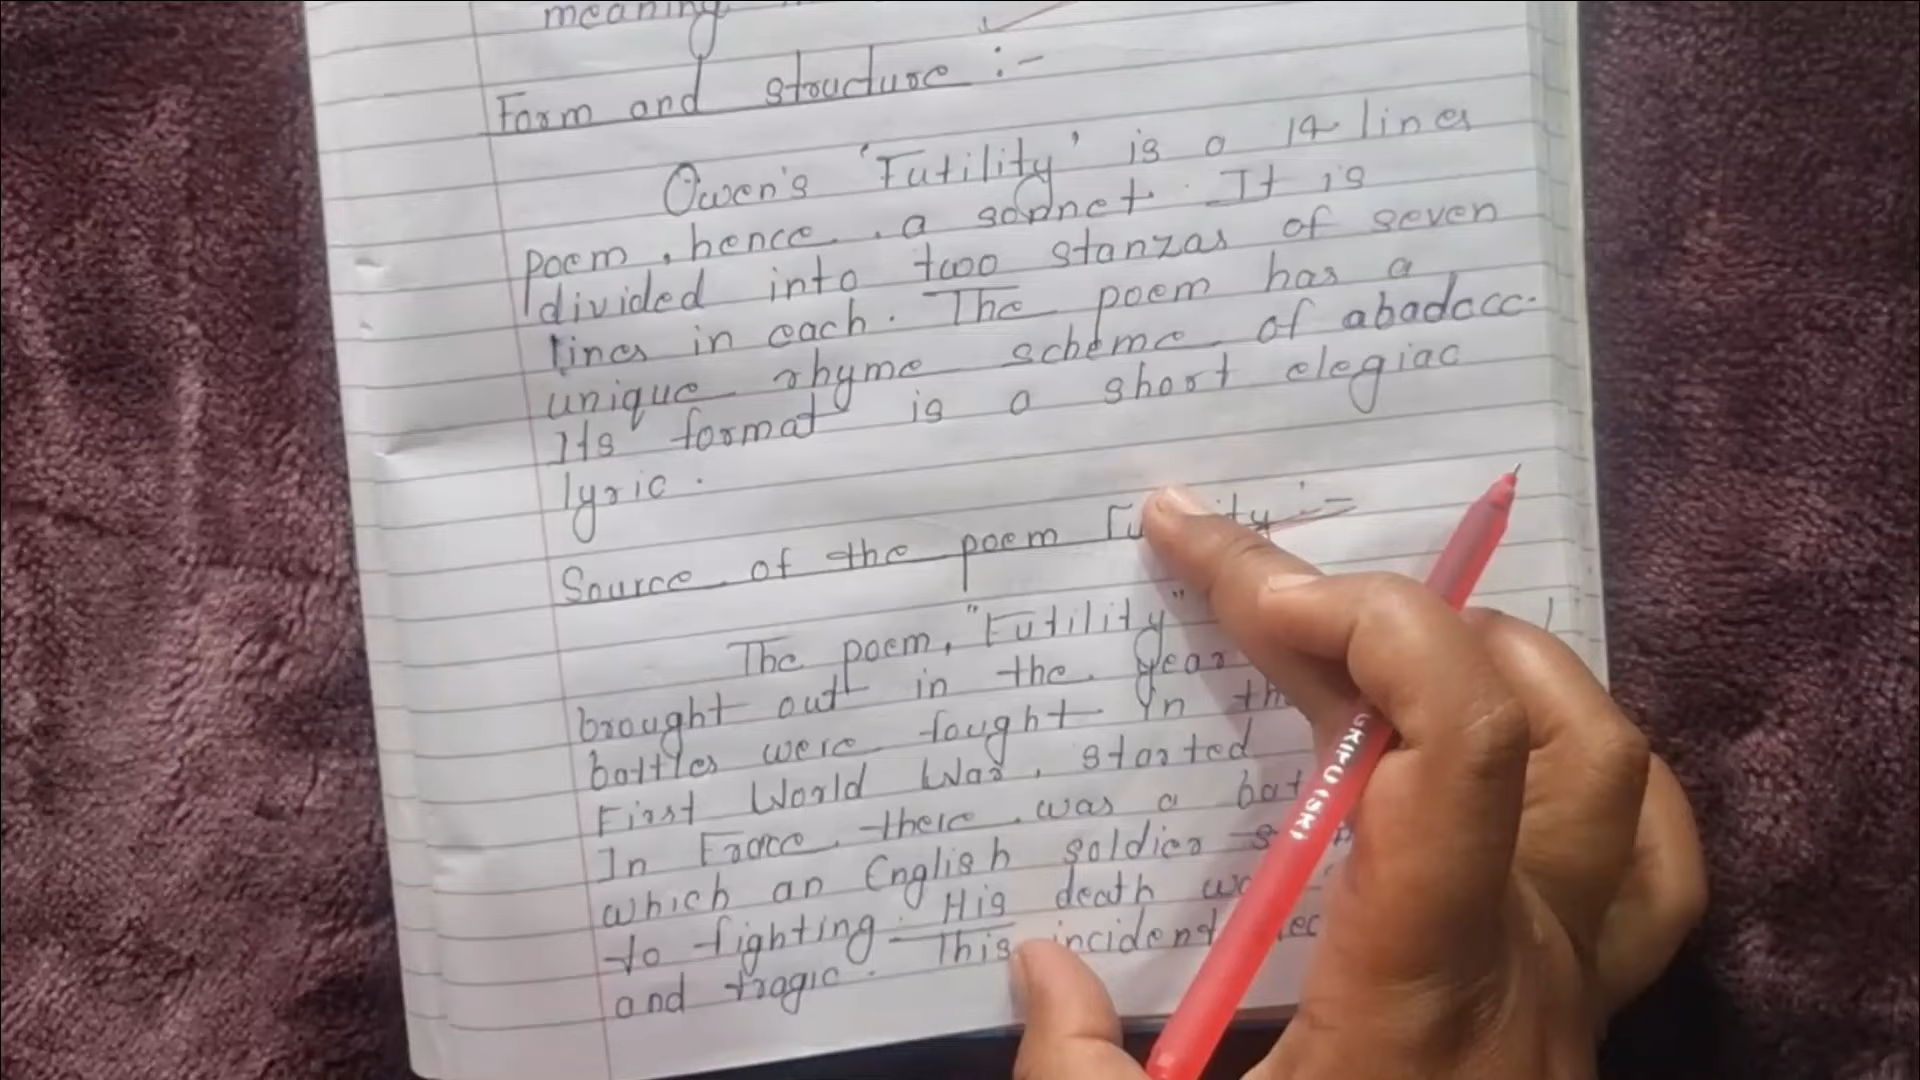 meaning
Form and structure :-
Owen's 'Futility' is a 14 lines
poem, hence, a sonnet. It is
divided into two stanzas of seven
lines in each. The poem has a
unique rhyme scheme of abadccc.
Its format is a short elegiac
lyric.
Source of the poem :-
The poem, "Futility"
brought out in the year
battles were fought in
First World War, started
In France, there was a
which an English soldier
to fighting. His death
and tragic. This incident